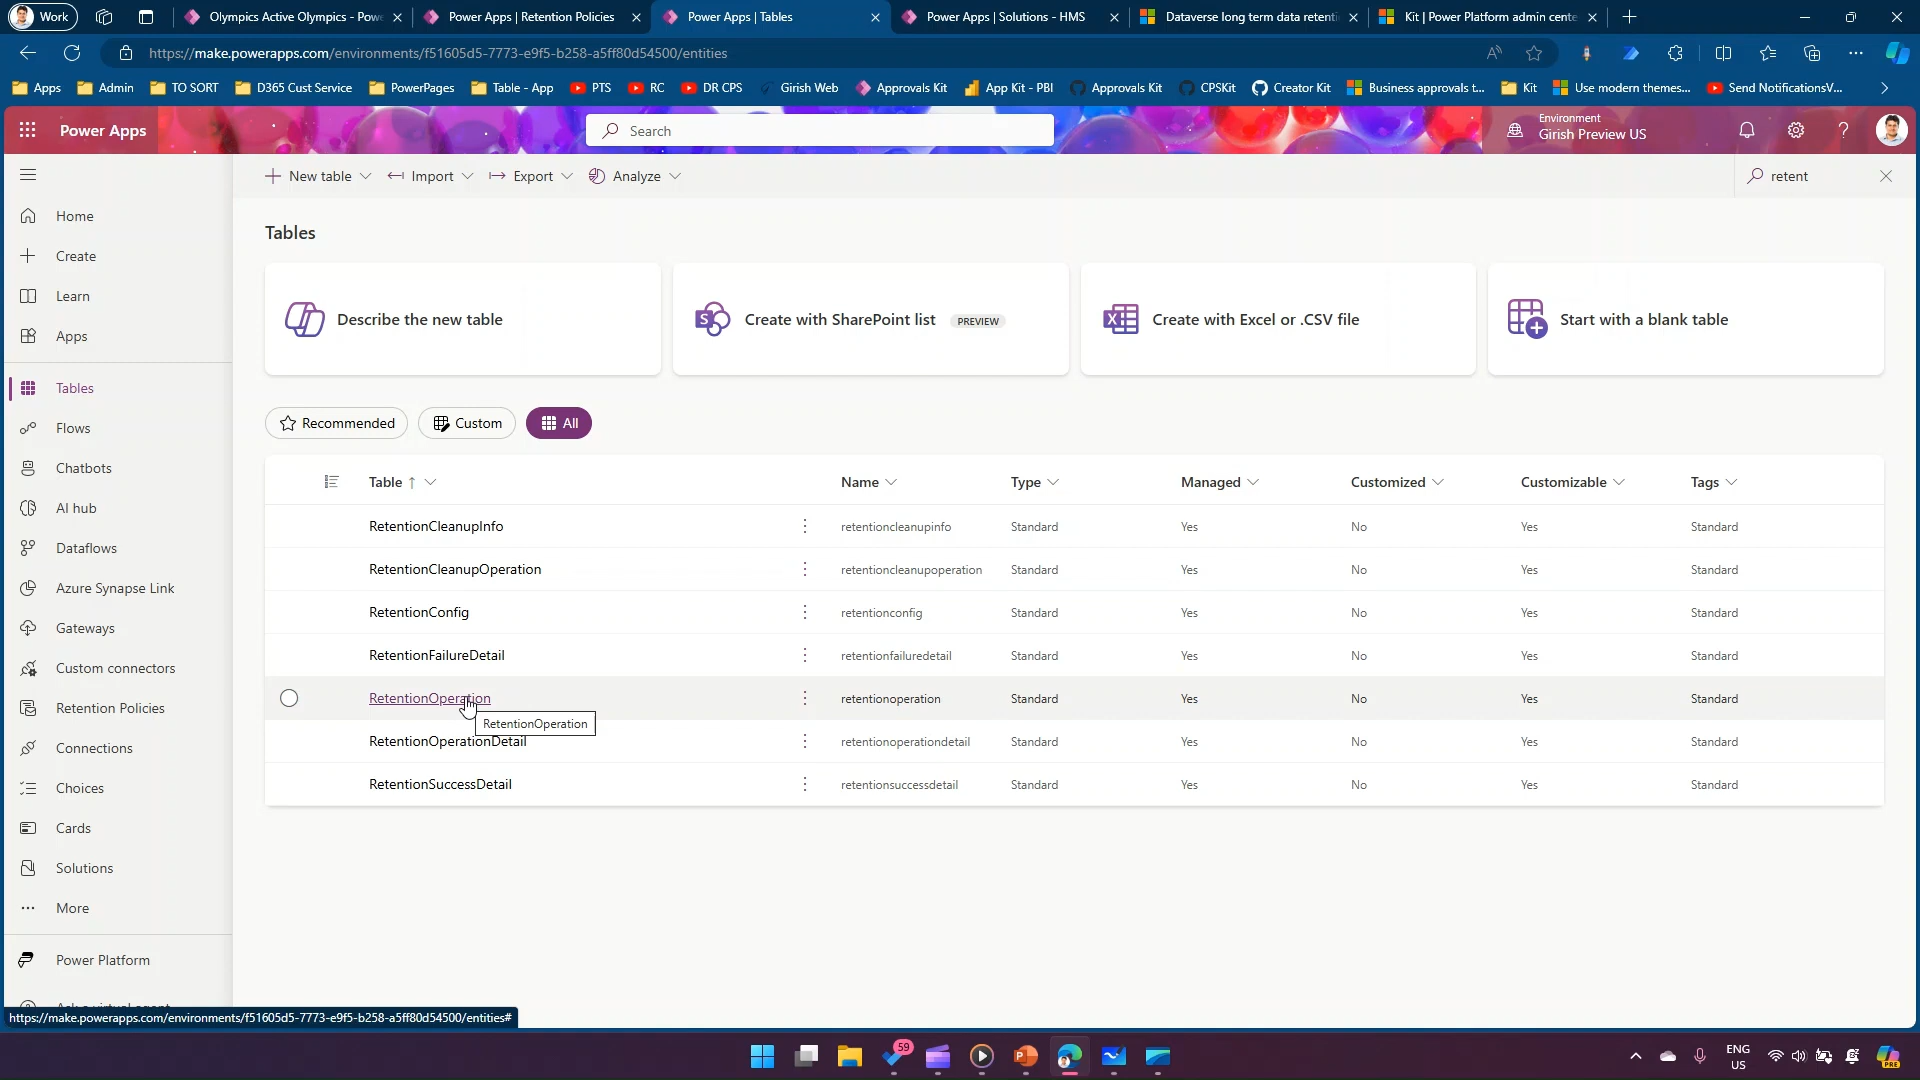 Work
Olympics Active Olympics - Powe
Power Apps | Retention Policies
Power Apps | Tables
Power Apps | Solutions - HMS
Dataverse long term data retenti
Kit | Power Platform admin cente
https://make.powerapps.com/environments/f51605d5-7773-e9f5-b258-a5ff80d54500/entities
Apps
Admin
TO SORT
D365 Cust Service
PowerPages
Table - App
PTS
RC
DR CPS
Girish Web
Approvals Kit
App Kit - PBI
Approvals Kit
CPSKit
Creator Kit
Business approvals t...
Kit
Use modern themes...
Send NotificationsV...
Power Apps
Search
Environment
Girish Preview US
New table
Import
Export
Analyze
retent
Home
Create
Learn
Apps
Tables
Flows
Chatbots
AI hub
Dataflows
Azure Synapse Link
Gateways
Custom connectors
Retention Policies
Connections
Choices
Cards
Solutions
More
Power Platform
Ask a virtual agent
Tables
Describe the new table
Create with SharePoint list PREVIEW
Create with Excel or .CSV file
Start with a blank table
Recommended
Custom
All
Table Name Type Managed Customized Customizable Tags
RetentionCleanupInfo retentioncleanupinfo Standard Yes No Yes Standard
RetentionCleanupOperation retentioncleanupoperation Standard Yes No Yes Standard
RetentionConfig retentionconfig Standard Yes No Yes Standard
RetentionFailureDetail retentionfailuredetail Standard Yes No Yes Standard
RetentionOperation retentionoperation Standard Yes No Yes Standard
RetentionOperation
RetentionOperationDetail retentionoperationdetail Standard Yes No Yes Standard
RetentionSuccessDetail retentionsuccessdetail Standard Yes No Yes Standard
https://make.powerapps.com/environments/f51605d5-7773-e9f5-b258-a5ff80d54500/entities#
59
ENG
US
PRE